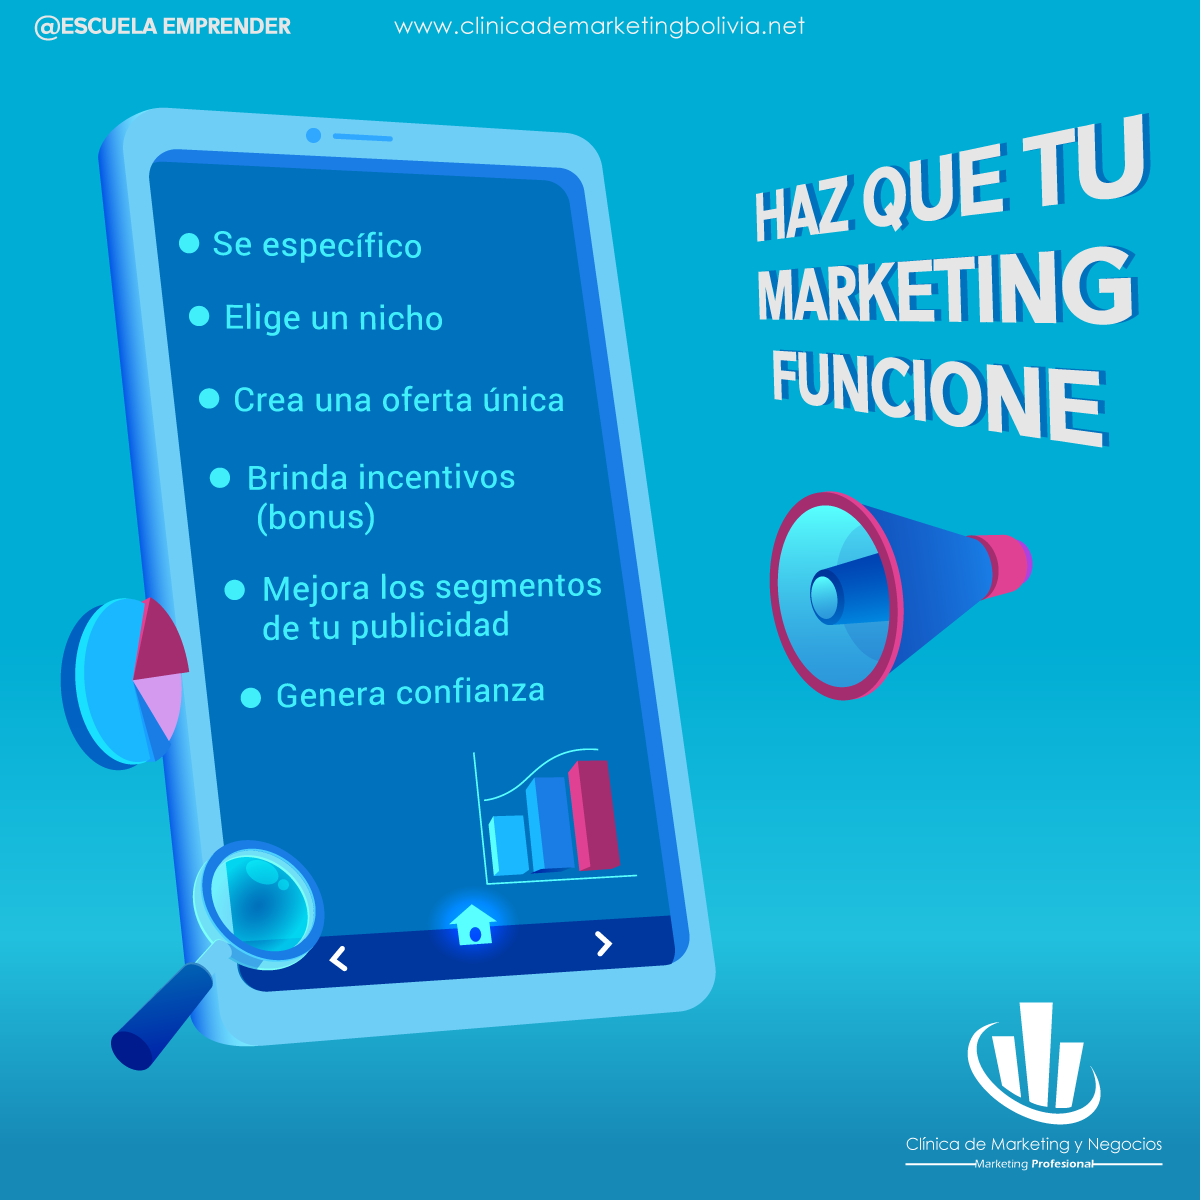 @ESCUELA EMPRENDER
www.clinicademarketingbolivia.net
HAZ QUE TU
MARKETING
FUNCIONE
Se específico
Elige un nicho
Crea una oferta única
Brinda incentivos
(bonus)
Mejora los segmentos
de tu publicidad
Genera confianza
Clínica de Marketing y Negocios
Marketing Profesional